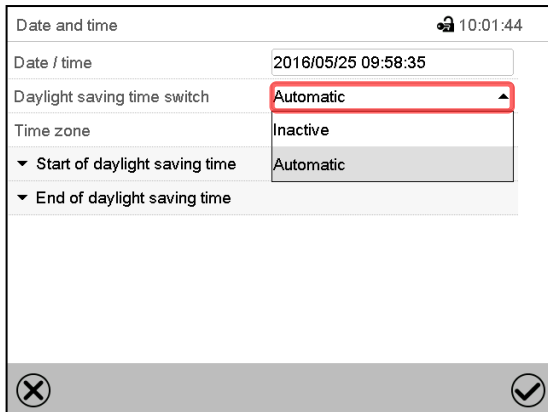 Date and time 10:01:44
Date / time 2016/05/25 09:58:35
Daylight saving time switch Automatic
Time zone Inactive
Start of daylight saving time Automatic
End of daylight saving time